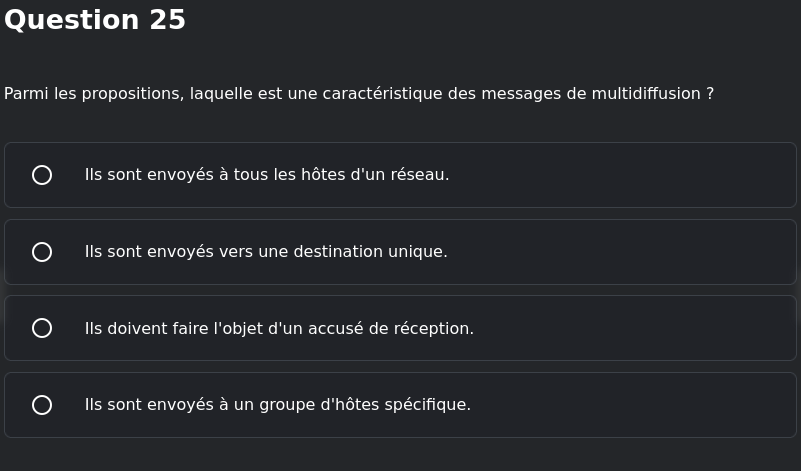 Question 25
Parmi les propositions, laquelle est une caractéristique des messages de multidiffusion ?
Ils sont envoyés à tous les hôtes d'un réseau.
Ils sont envoyés vers une destination unique.
Ils doivent faire l'objet d'un accusé de réception.
Ils sont envoyés à un groupe d'hôtes spécifique.